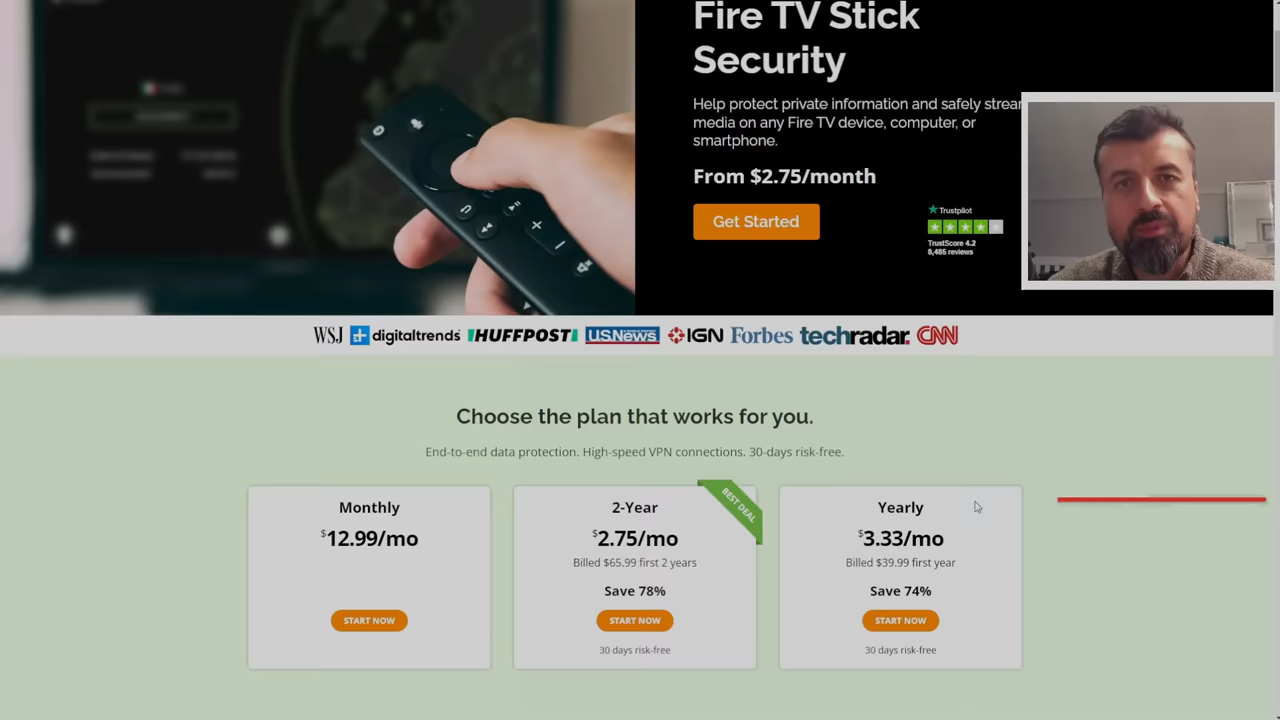 Fire TV Stick
Security
Help protect private information and safely strea
media on any Fire TV device, computer, or
smartphone.
From $2.75/month
Get Started
Trustpilot
TrustScore 4.2
8,485 reviews
WSJ digitaltrends HUFFPOST U.S.News IGN Forbes techradar. CNN
Choose the plan that works for you.
End-to-end data protection. High-speed VPN connections. 30-days risk-free.
Monthly
$12.99/mo
START NOW
BEST DEAL
2-Year
$2.75/mo
Billed $65.99 first 2 years
Save 78%
START NOW
30 days risk-free
Yearly
$3.33/mo
Billed $39.99 first year
Save 74%
START NOW
30 days risk-free